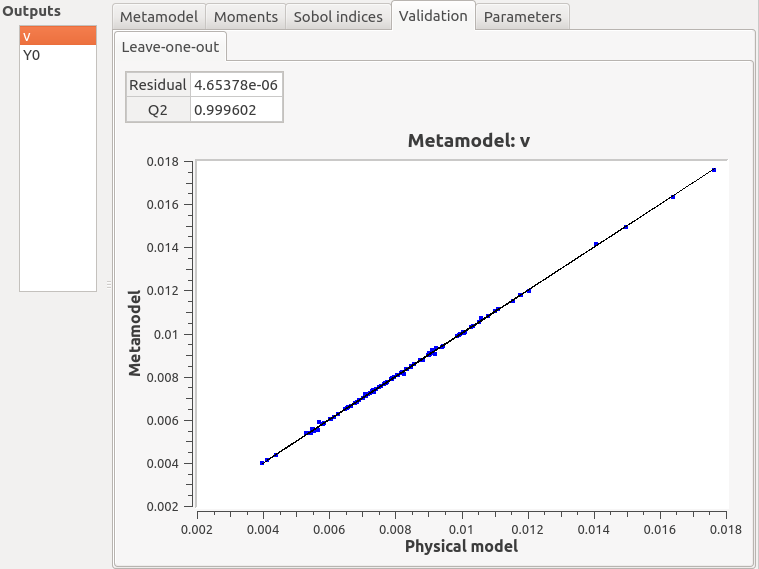 Outputs
v
Y0
Metamodel Moments Sobol indices Validation Parameters
Leave-one-out
Residual 4.65378e-06
Q2 0.999602
Metamodel: v
Metamodel
0.018
0.016
0.014
0.012
0.01
0.008
0.006
0.004
0.002
0.002 0.004 0.006 0.008 0.01 0.012 0.014 0.016 0.018
Physical model